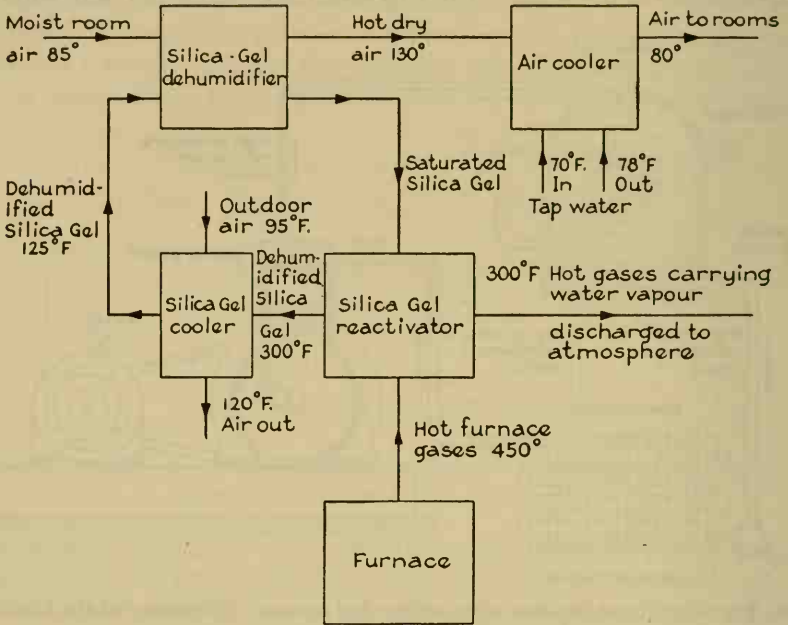 Moist room
air 85°
Silica-Gel
dehumidifier
Hot dry
air 130°
Air cooler
Air to rooms
80°
70°F.
In
78°F
Out
Tap water
Saturated
Silica Gel
Dehumid-
ified
Silica Gel
125°F
Outdoor
air 95°F.
Silica Gel
cooler
Dehum-
idified
Silica
Gel
300°F
Silica Gel
reactivator
300°F Hot gases carrying
water vapour
discharged to
atmosphere
120°F.
Air out
Hot furnace
gases 450°
Furnace